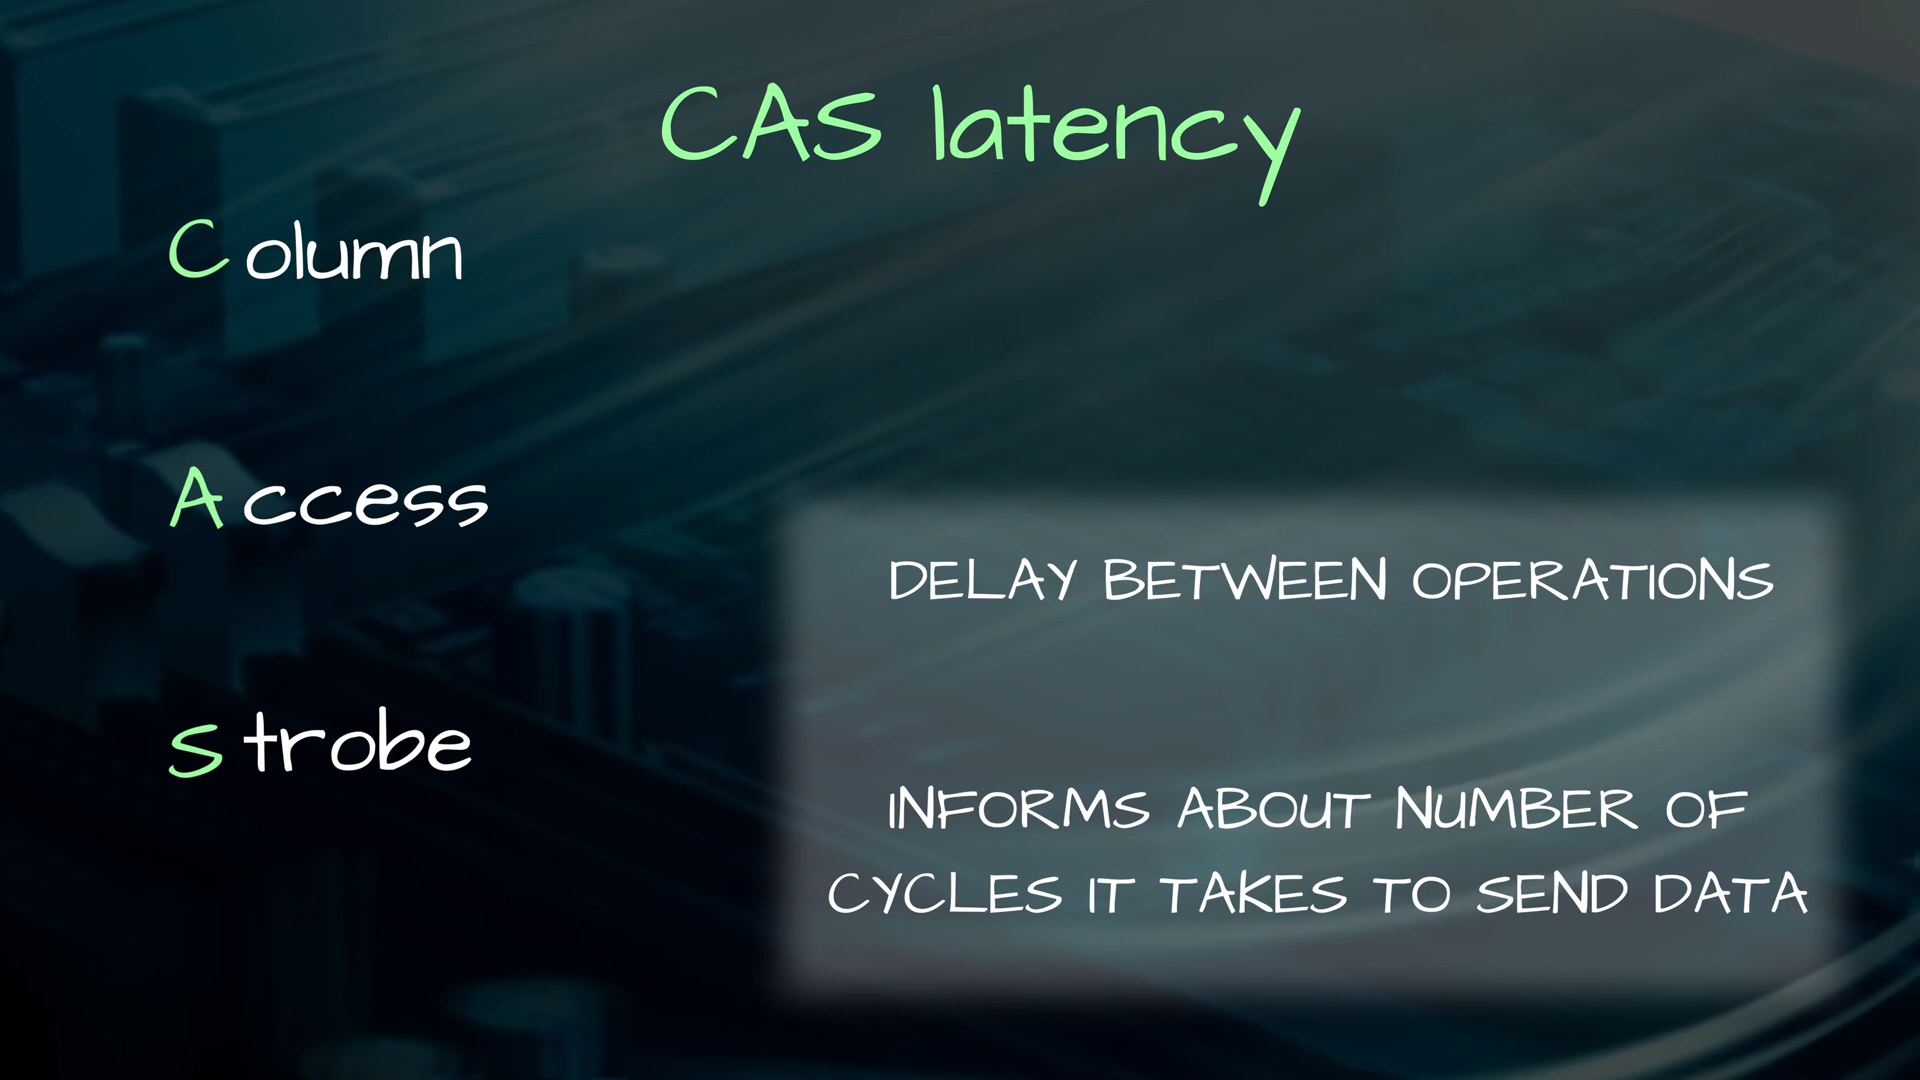 CAS latency
Column
Access
Strobe
DELAY BETWEEN OPERATIONS
INFORMS ABOUT NUMBER OF
CYCLES IT TAKES TO SEND DATA